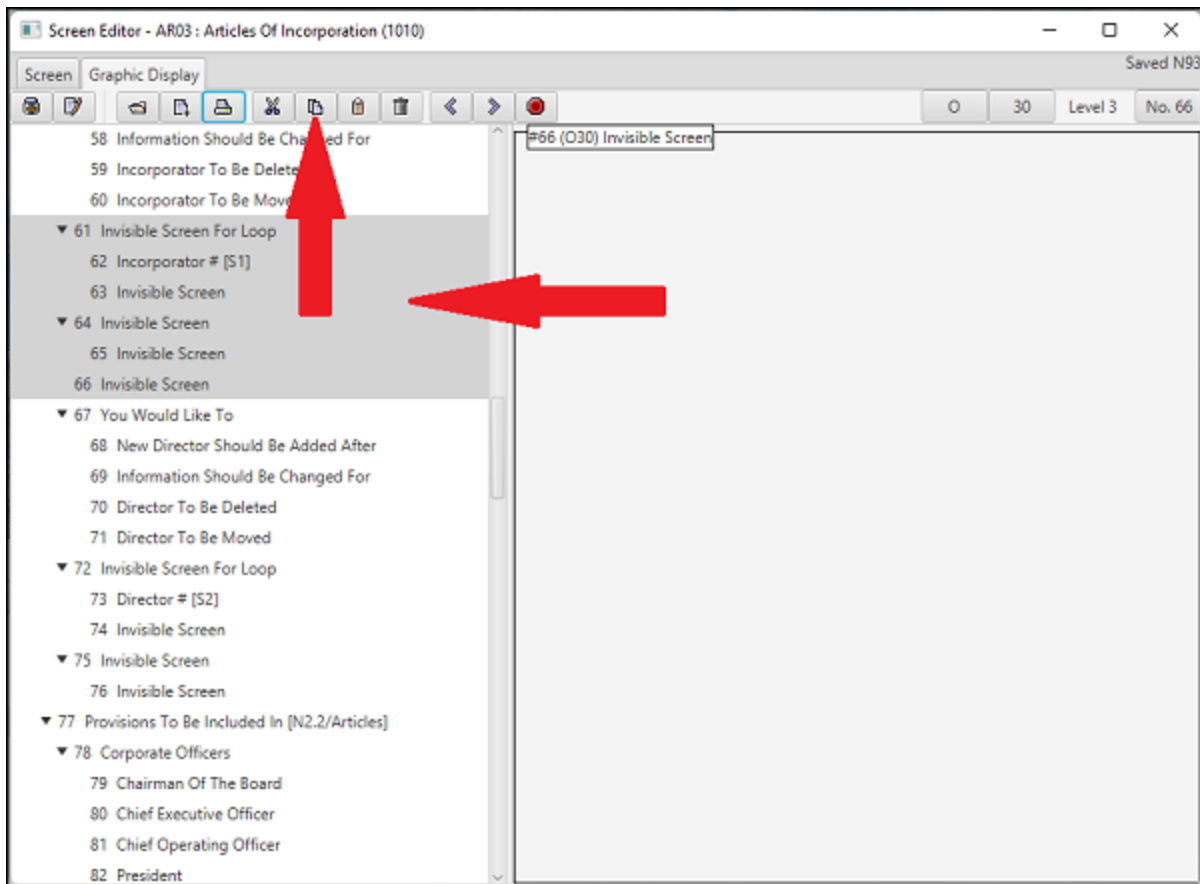 Screen Editor - AR03 : Articles Of Incorporation (1010)
Saved N93
Screen Graphic Display
O 30 Level 3 No. 66
58 Information Should Be Changed For
59 Incorporator To Be Delete
60 Incorporator To Be Move
61 Invisible Screen For Loop
62 Incorporator # [S1]
63 Invisible Screen
64 Invisible Screen
65 Invisible Screen
66 Invisible Screen
67 You Would Like To
68 New Director Should Be Added After
69 Information Should Be Changed For
70 Director To Be Deleted
71 Director To Be Moved
72 Invisible Screen For Loop
73 Director # [S2]
74 Invisible Screen
75 Invisible Screen
76 Invisible Screen
77 Provisions To Be Included In [N2.2/Articles]
78 Corporate Officers
79 Chairman Of The Board
80 Chief Executive Officer
81 Chief Operating Officer
82 President
#66 (O30) Invisible Screen